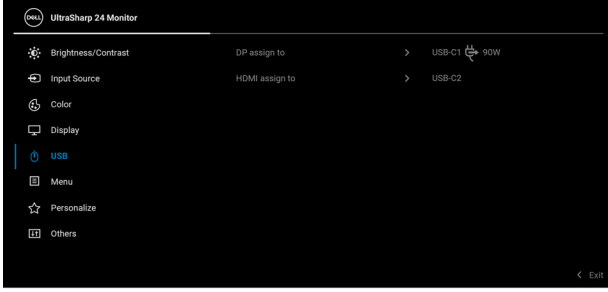 DELL UltraSharp 24 Monitor
Brightness/Contrast DP assign to > USB-C1 90W
Input Source HDMI assign to > USB-C2
Color
Display
USB
Menu
Personalize
Others
< Exit